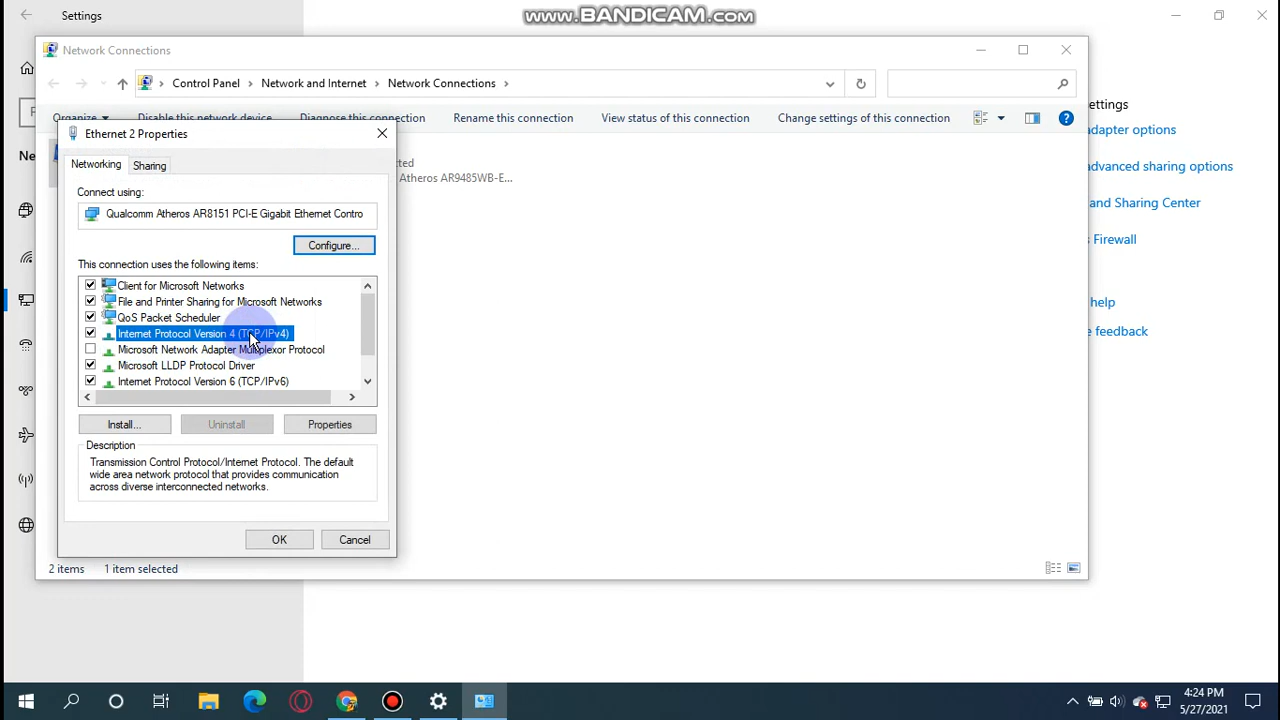 Settings
www.BANDICAM.com
Network Connections
Control Panel
Network and Internet
Network Connections
Organize
Disable this network device
Diagnose this connection
Rename this connection
View status of this connection
Change settings of this connection
Ethernet 2 Properties
Networking
Sharing
Connect using:
Qualcomm Atheros AR8151 PCI-E Gigabit Ethernet Contro
Configure...
This connection uses the following items:
Client for Microsoft Networks
File and Printer Sharing for Microsoft Networks
QoS Packet Scheduler
Internet Protocol Version 4 (TCP/IPv4)
Microsoft Network Adapter Multiplexor Protocol
Microsoft LLDP Protocol Driver
Internet Protocol Version 6 (TCP/IPv6)
Install...
Uninstall
Properties
Description
Transmission Control Protocol/Internet Protocol. The default
wide area network protocol that provides communication
across diverse interconnected networks.
OK
Cancel
cted
Atheros AR9485WB-E...
2 items
1 item selected
Ne
F
ettings
adapter options
advanced sharing options
and Sharing Center
Firewall
help
feedback
4:24 PM
5/27/2021